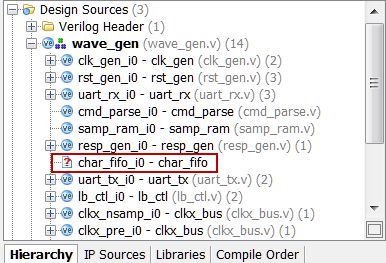 Design Sources (3)
Verilog Header (1)
wave_gen (wave_gen.v) (14)
clk_gen_i0 - clk_gen (clk_gen.v) (2)
rst_gen_i0 - rst_gen (rst_gen.v) (3)
uart_rx_i0 - uart_rx (uart_rx.v) (3)
cmd_parse_i0 - cmd_parse (cmd_parse.v)
samp_ram_i0 - samp_ram (samp_ram.v)
resp_gen_i0 - resp_gen (resp_gen.v) (1)
char_fifo_i0 - char_fifo
uart_tx_i0 - uart_tx (uart_tx.v) (2)
lb_ctl_i0 - lb_ctl (lb_ctl.v) (2)
clkx_nsamp_i0 - clkx_bus (clkx_bus.v) (1)
clkx_pre_i0 - clkx_bus (clkx_bus.v) (1)
Hierarchy IP Sources Libraries Compile Order